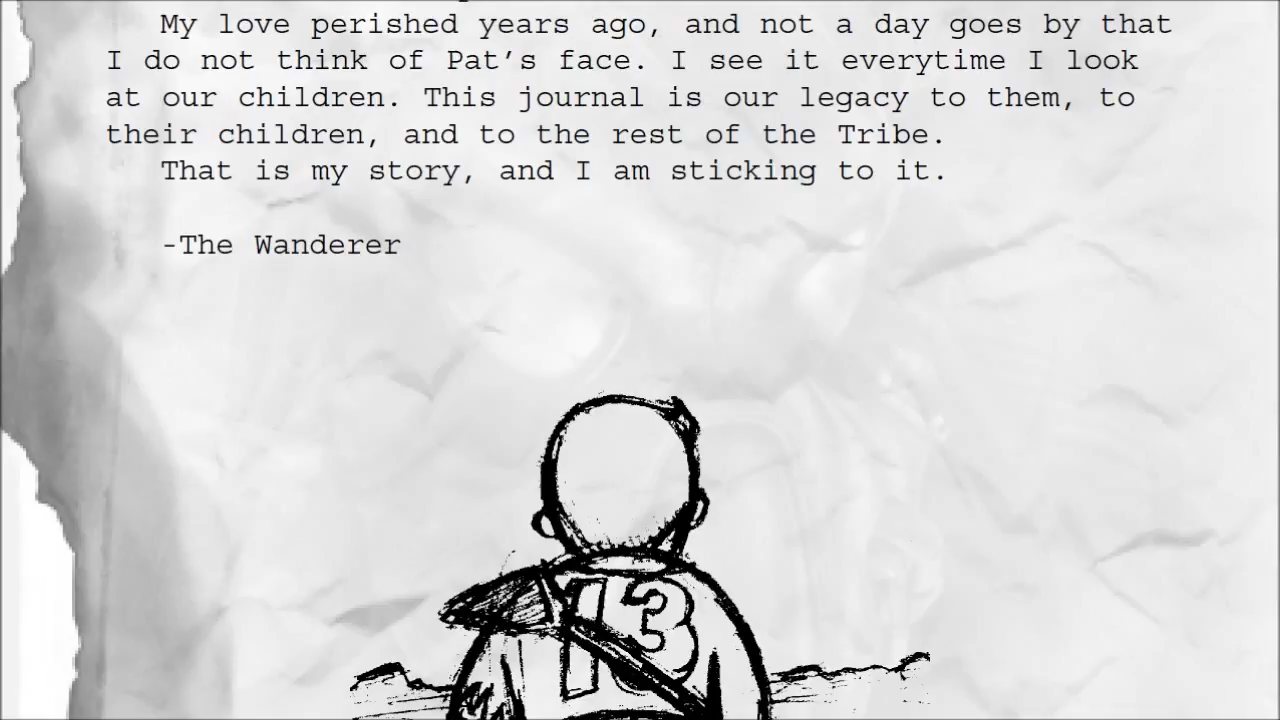 My love perished years ago, and not a day goes by that
I do not think of Pat’s face. I see it everytime I look
at our children. This journal is our legacy to them, to
their children, and to the rest of the Tribe.
That is my story, and I am sticking to it.
-The Wanderer
13